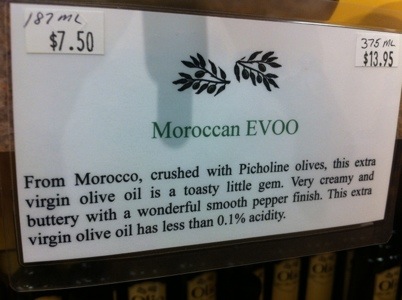 187 ML
$7.50
375 ML
$13.95
Moroccan EVOO
From Morocco, crushed with Picholine olives, this extra
virgin olive oil is a toasty little gem. Very creamy and
buttery with a wonderful smooth pepper finish. This extra
virgin olive oil has less than 0.1% acidity.